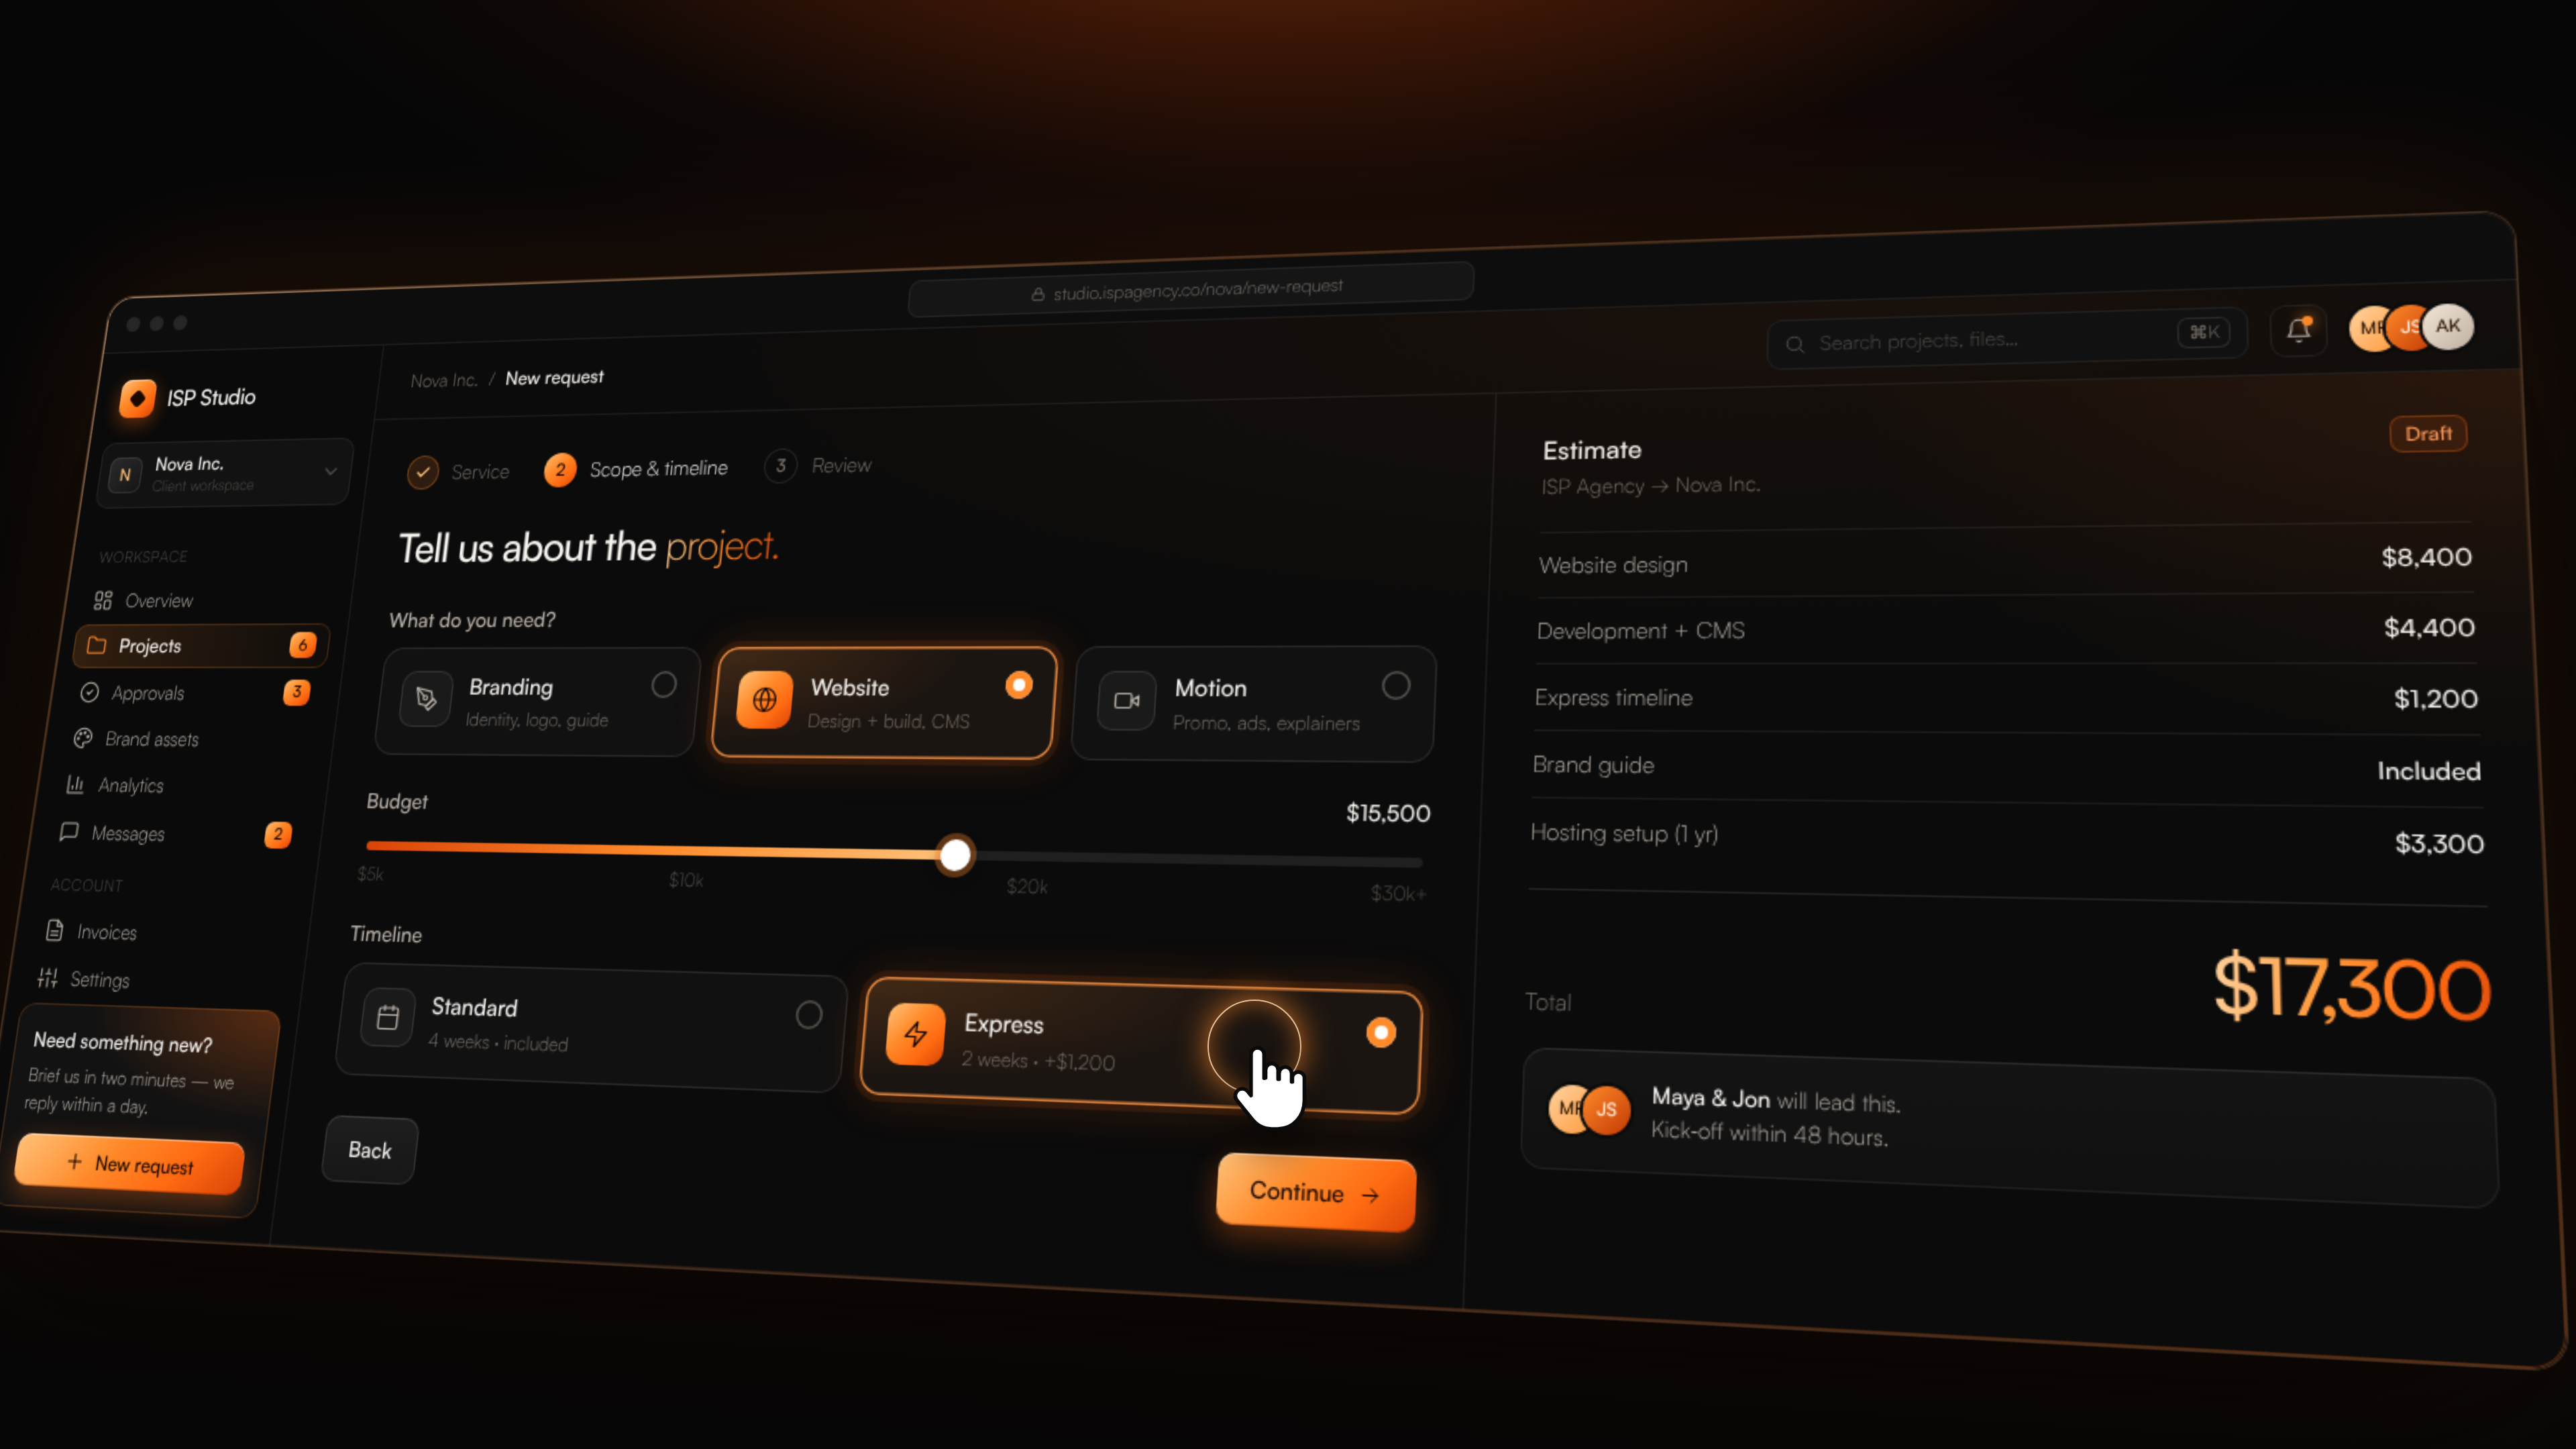 studio.ispagency.co/nova/new-request
ISP Studio
N
Nova Inc.
Client workspace
WORKSPACE
Overview
Projects 6
Approvals 3
Brand assets
Analytics
Messages 2
ACCOUNT
Invoices
Settings
Need something new?
Brief us in two minutes — we
reply within a day.
+ New request
Nova Inc. / New request
Search projects, files...
⌘K
JS AK
Service 2 Scope & timeline 3 Review
Tell us about the project.
What do you need?
Branding
Identity, logo, guide
Website
Design + build, CMS
Motion
Promo, ads, explainers
Budget $15,500
$5k $10k $20k $30k+
Timeline
Standard
4 weeks • included
Express
2 weeks • +$1,200
Back
Continue →
Estimate Draft
ISP Agency → Nova Inc.
Website design $8,400
Development + CMS $4,400
Express timeline $1,200
Brand guide Included
Hosting setup (1 yr) $3,300
Total $17,300
JS
Maya & Jon will lead this.
Kick-off within 48 hours.